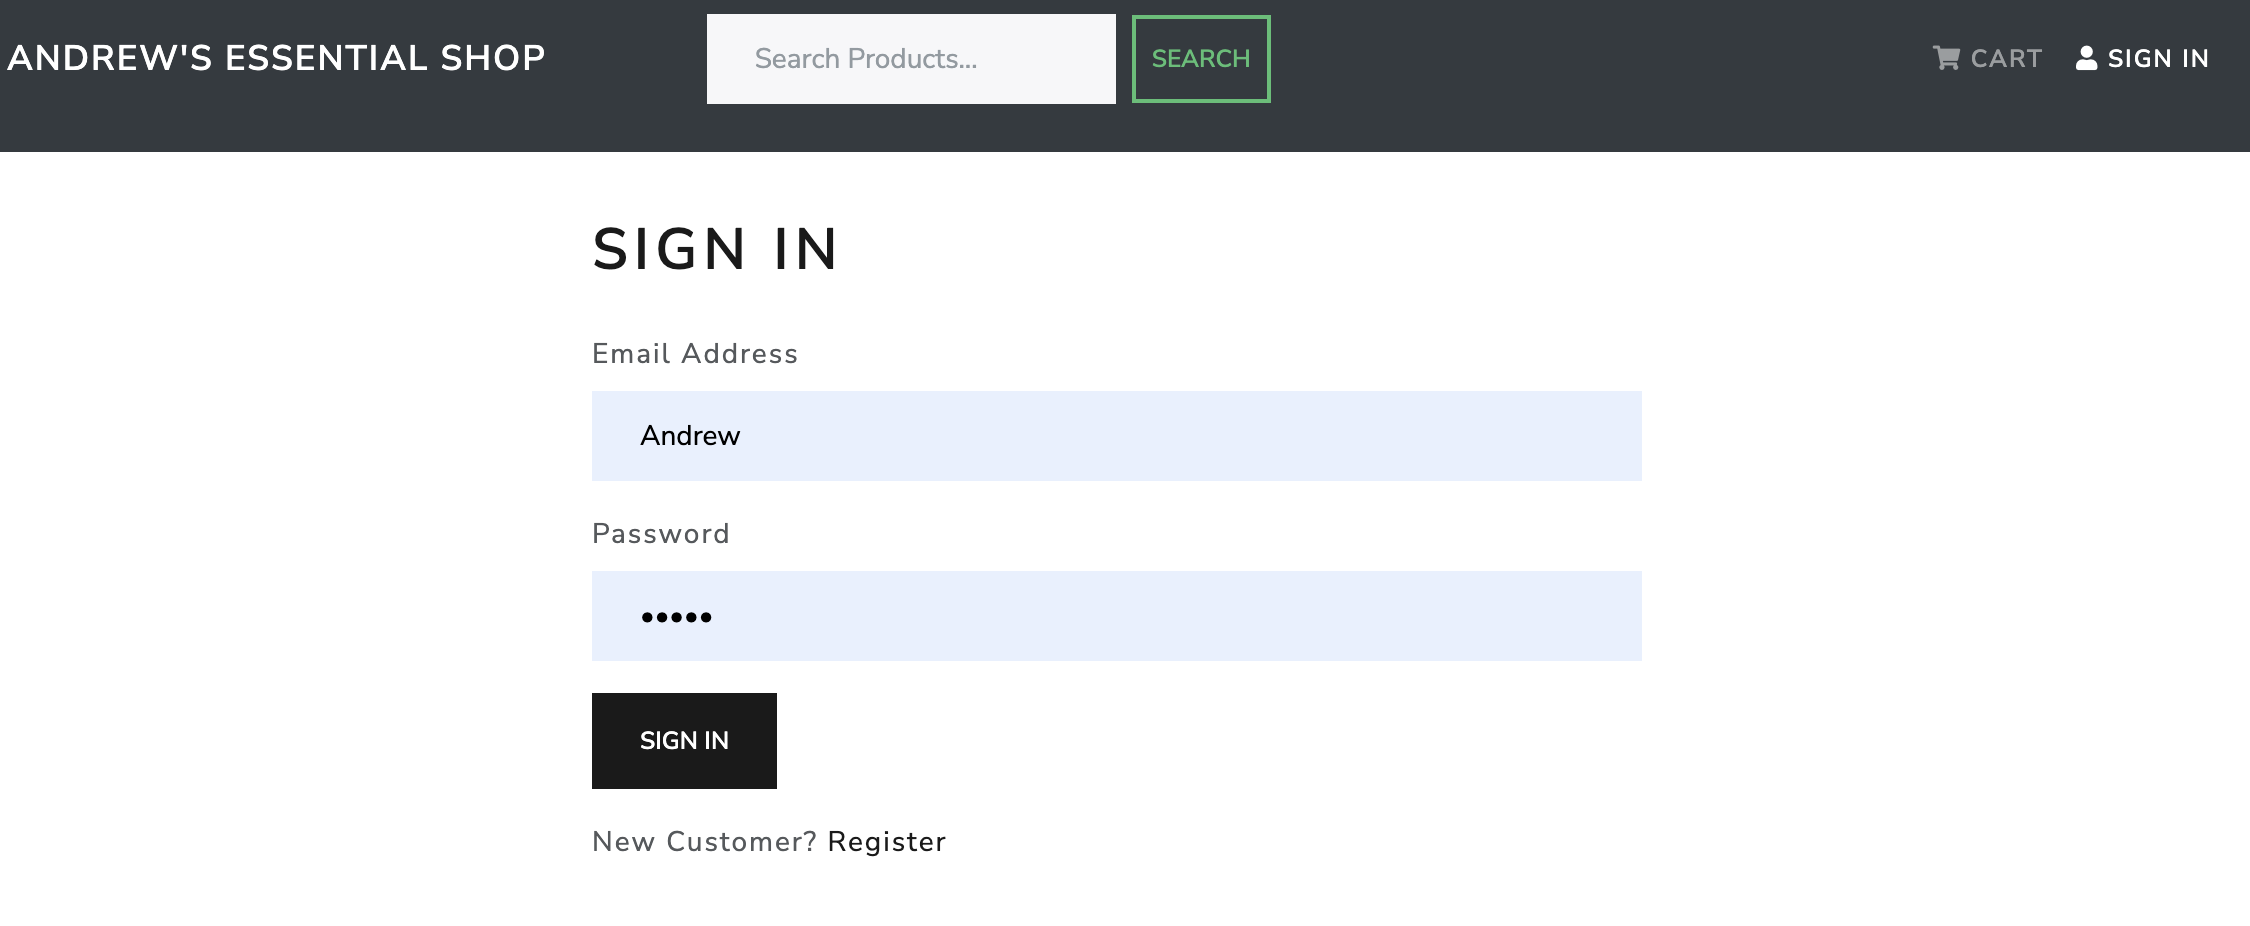 ANDREW'S ESSENTIAL SHOP
Search Products...
SEARCH
CART
SIGN IN
SIGN IN
Email Address
Andrew
Password
•••••
SIGN IN
New Customer? Register